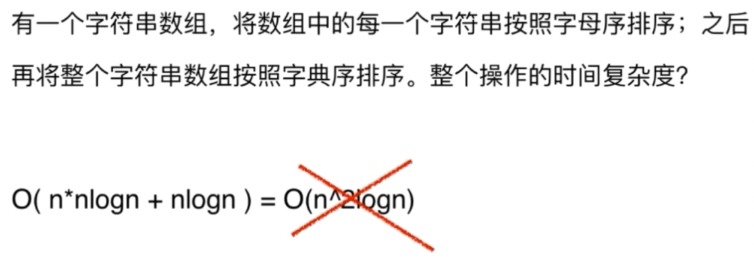 有一个字符串数组，将数组中的每一个字符串按照字母序排序；之后
再将整个字符串数组按照字典序排序。整个操作的时间复杂度？
O( n*nlogn + nlogn ) = O(n^2logn)